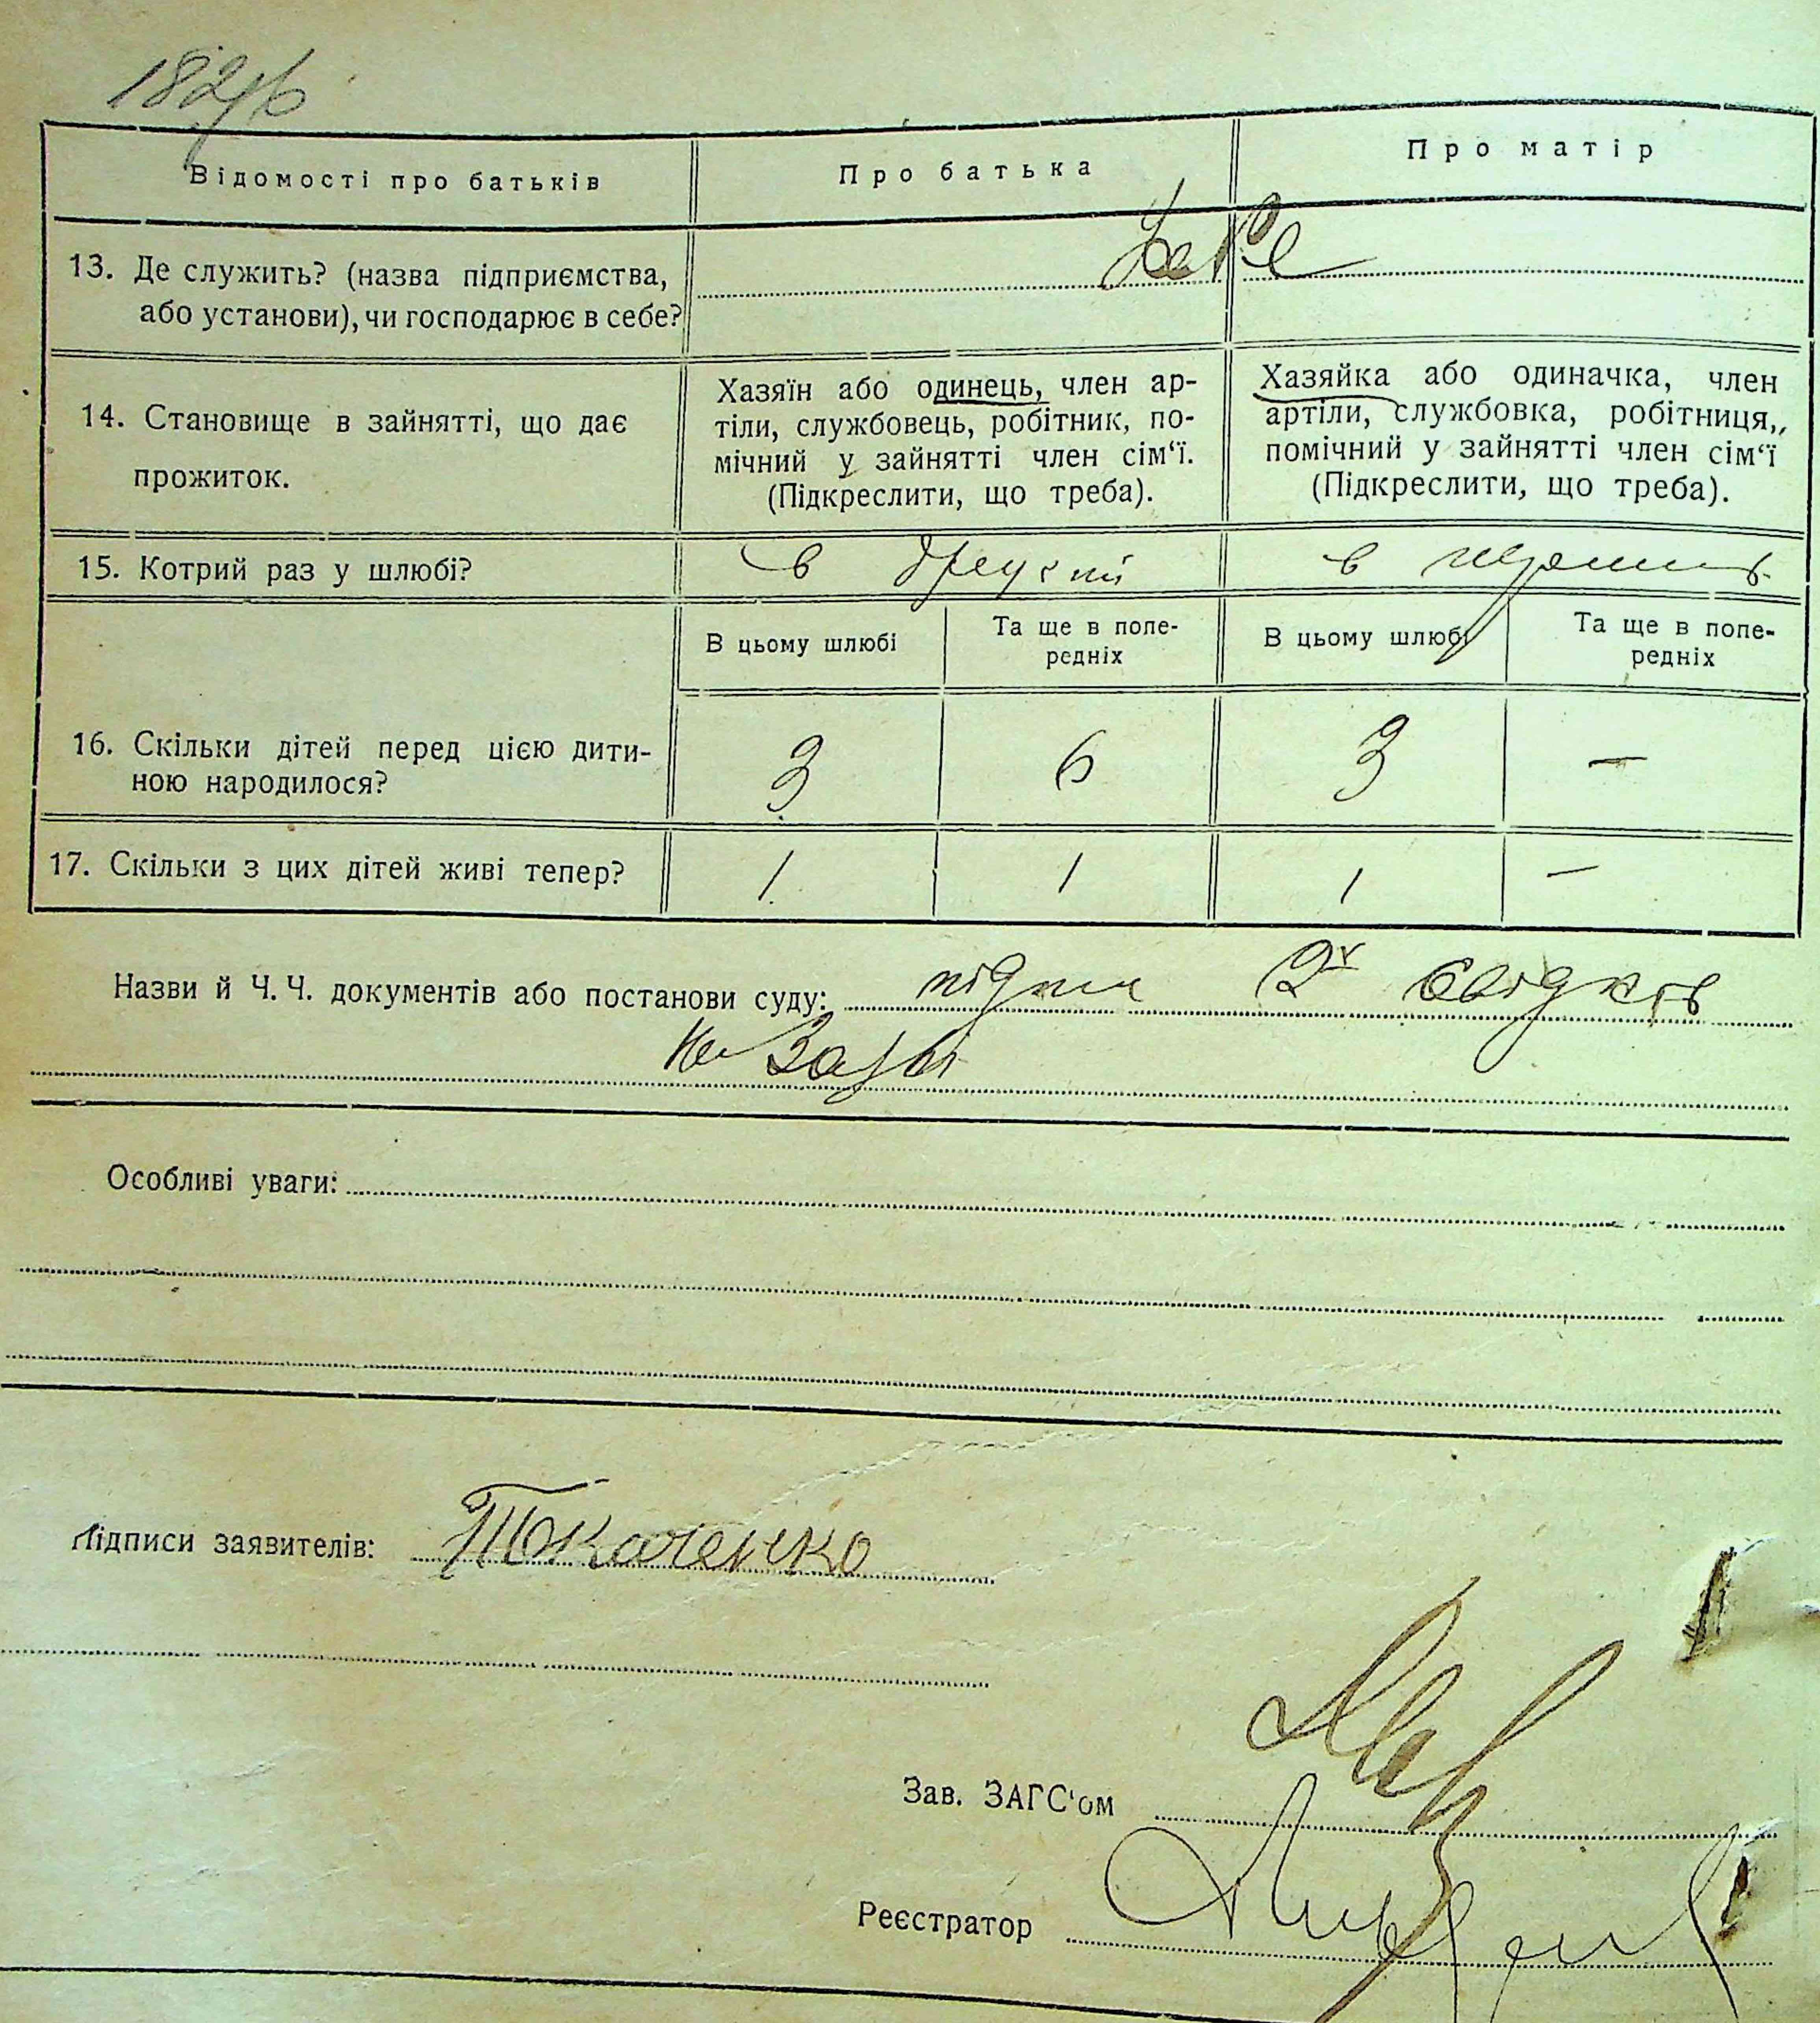 Відомості про батьків
Про батька
Про матір
13. Де служить? (назва підприємства,
або установи), чи господарює в себе?
14. Становище в зайнятті, що дає
прожиток.
Хазяїн або одинець, член ар-
тіли, службовець, робітник, по-
мічний у зайнятті член сім‘ї.
(Підкреслити, що треба).
Хазяйка або одиначка, член
артіли, службовка, робітниця,,
помічний у зайнятті член сім‘ї
(Підкреслити, що треба).
15. Котрий раз у шлюбі?
в
в
В цьому шлюбі
Та ще в попе-
редніх
В цьому шлюбі
Та ще в попе-
редніх
16. Скільки дітей перед цією дити-
ною народилося?
3
6
3
—
17. Скільки з цих дітей живі тепер?
1
1
1
—
Назви й Ч. Ч. документів або постанови суду: 2х свідків
Особливі уваги:
Підписи заявителів: Ткаченко
Зав. ЗАГС‘ом
Реєстратор